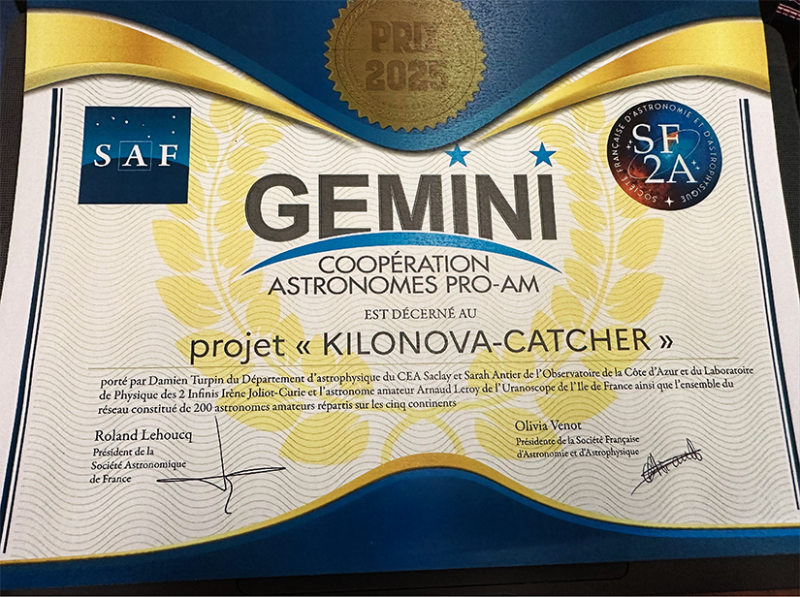 PRIX
2025
SAF
SOCIÉTÉ FRANÇAISE D'ASTRONOMIE ET D'ASTROPHYSIQUE
SF
2A
GEMINI
COOPÉRATION
ASTRONOMES PRO-AM
EST DÉCERNÉ AU
projet « KILONOVA-CATCHER »
porté par Damien Turpin du Département d'astrophysique du CEA Saclay et Sarah Antier de l'Observatoire de la Côte d'Azur et du Laboratoire
de Physique des 2 Infinis Irène Joliot-Curie et l'astronome amateur Arnaud Leroy de l'Uranoscope de l'Ile de France ainsi que l'ensemble du
réseau constitué de 200 astronomes amateurs répartis sur les cinq continents
Roland Lehoucq
Président de la
Société Astronomique
de France
Olivia Venot
Présidente de la Société Française
d'Astronomie et d'Astrophysique